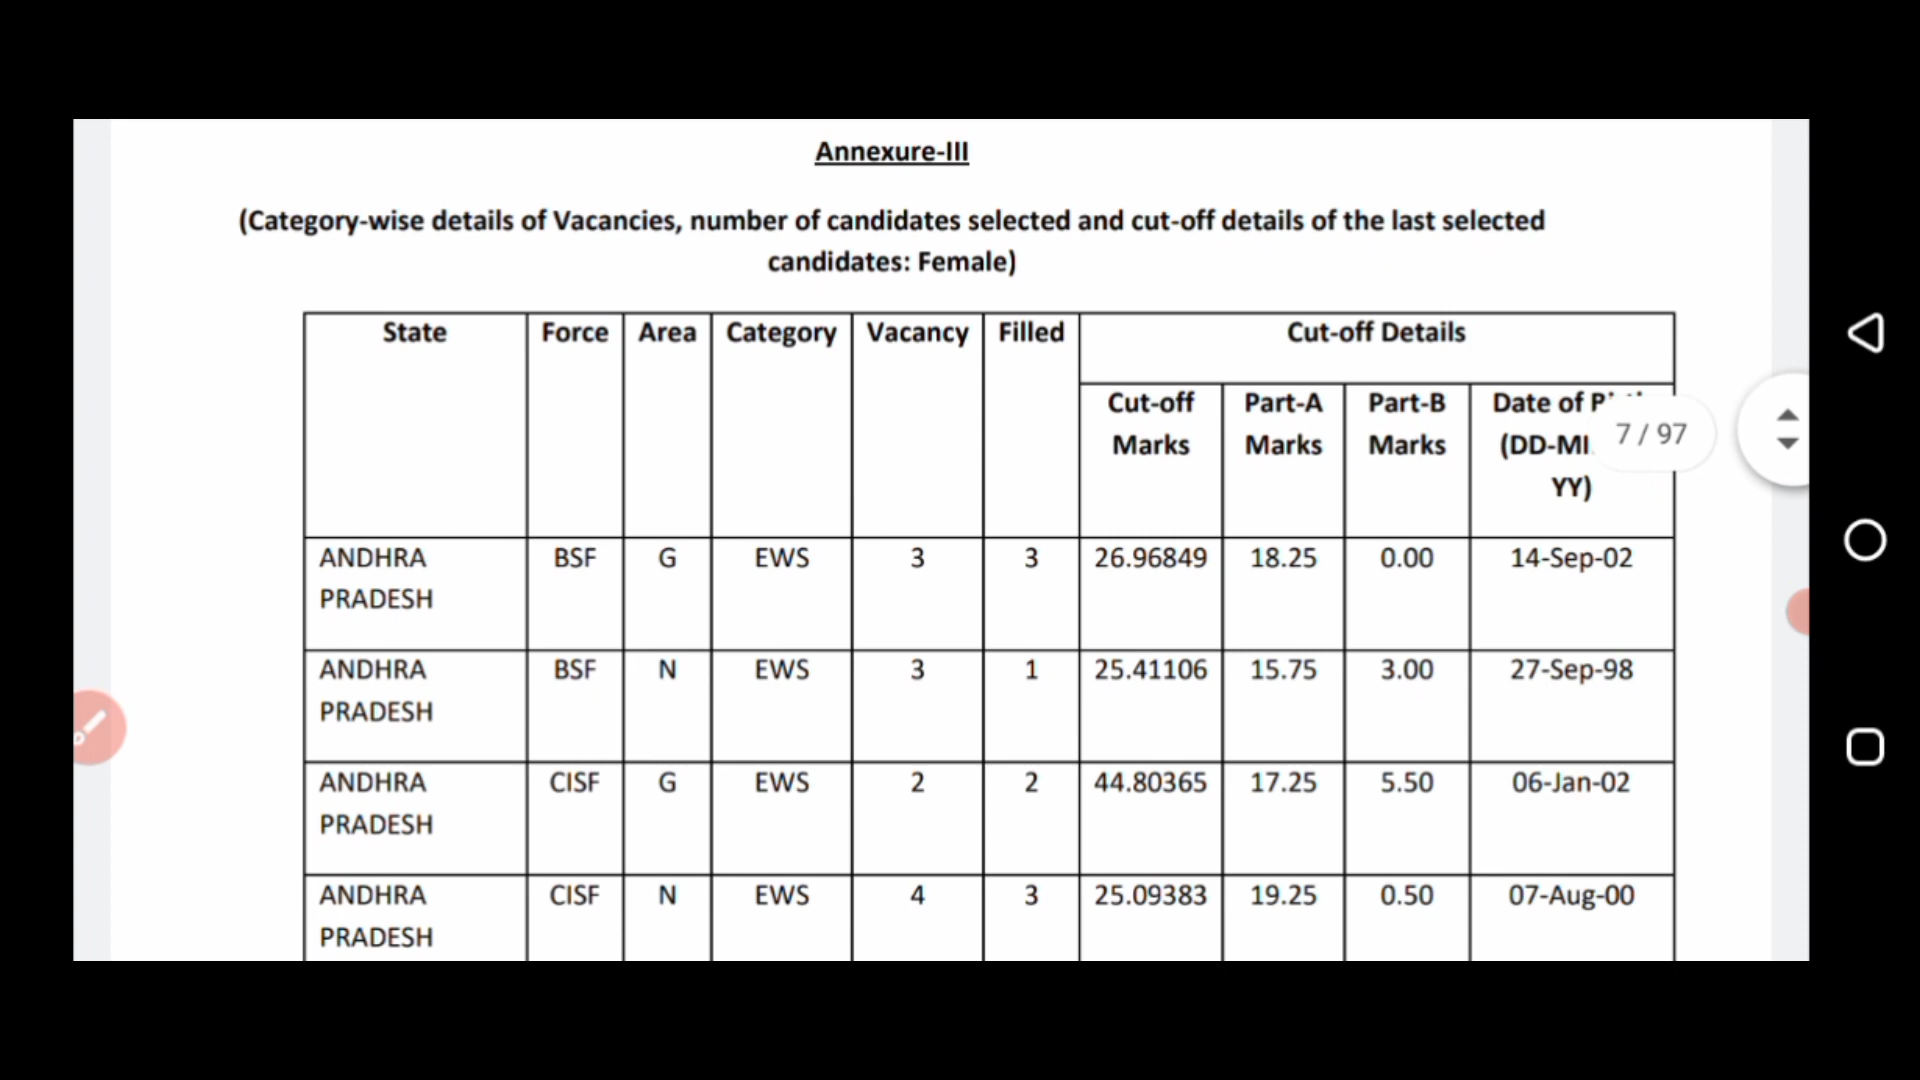 Annexure-III
(Category-wise details of Vacancies, number of candidates selected and cut-off details of the last selected
candidates: Female)
State Force Area Category Vacancy Filled Cut-off Details
Cut-off Marks Part-A Marks Part-B Marks Date of
7 / 97
YY)
ANDHRA PRADESH BSF G EWS 3 3 26.96849 18.25 0.00 14-Sep-02
ANDHRA PRADESH BSF N EWS 3 1 25.41106 15.75 3.00 27-Sep-98
ANDHRA PRADESH CISF G EWS 2 2 44.80365 17.25 5.50 06-Jan-02
ANDHRA PRADESH CISF N EWS 4 3 25.09383 19.25 0.50 07-Aug-00